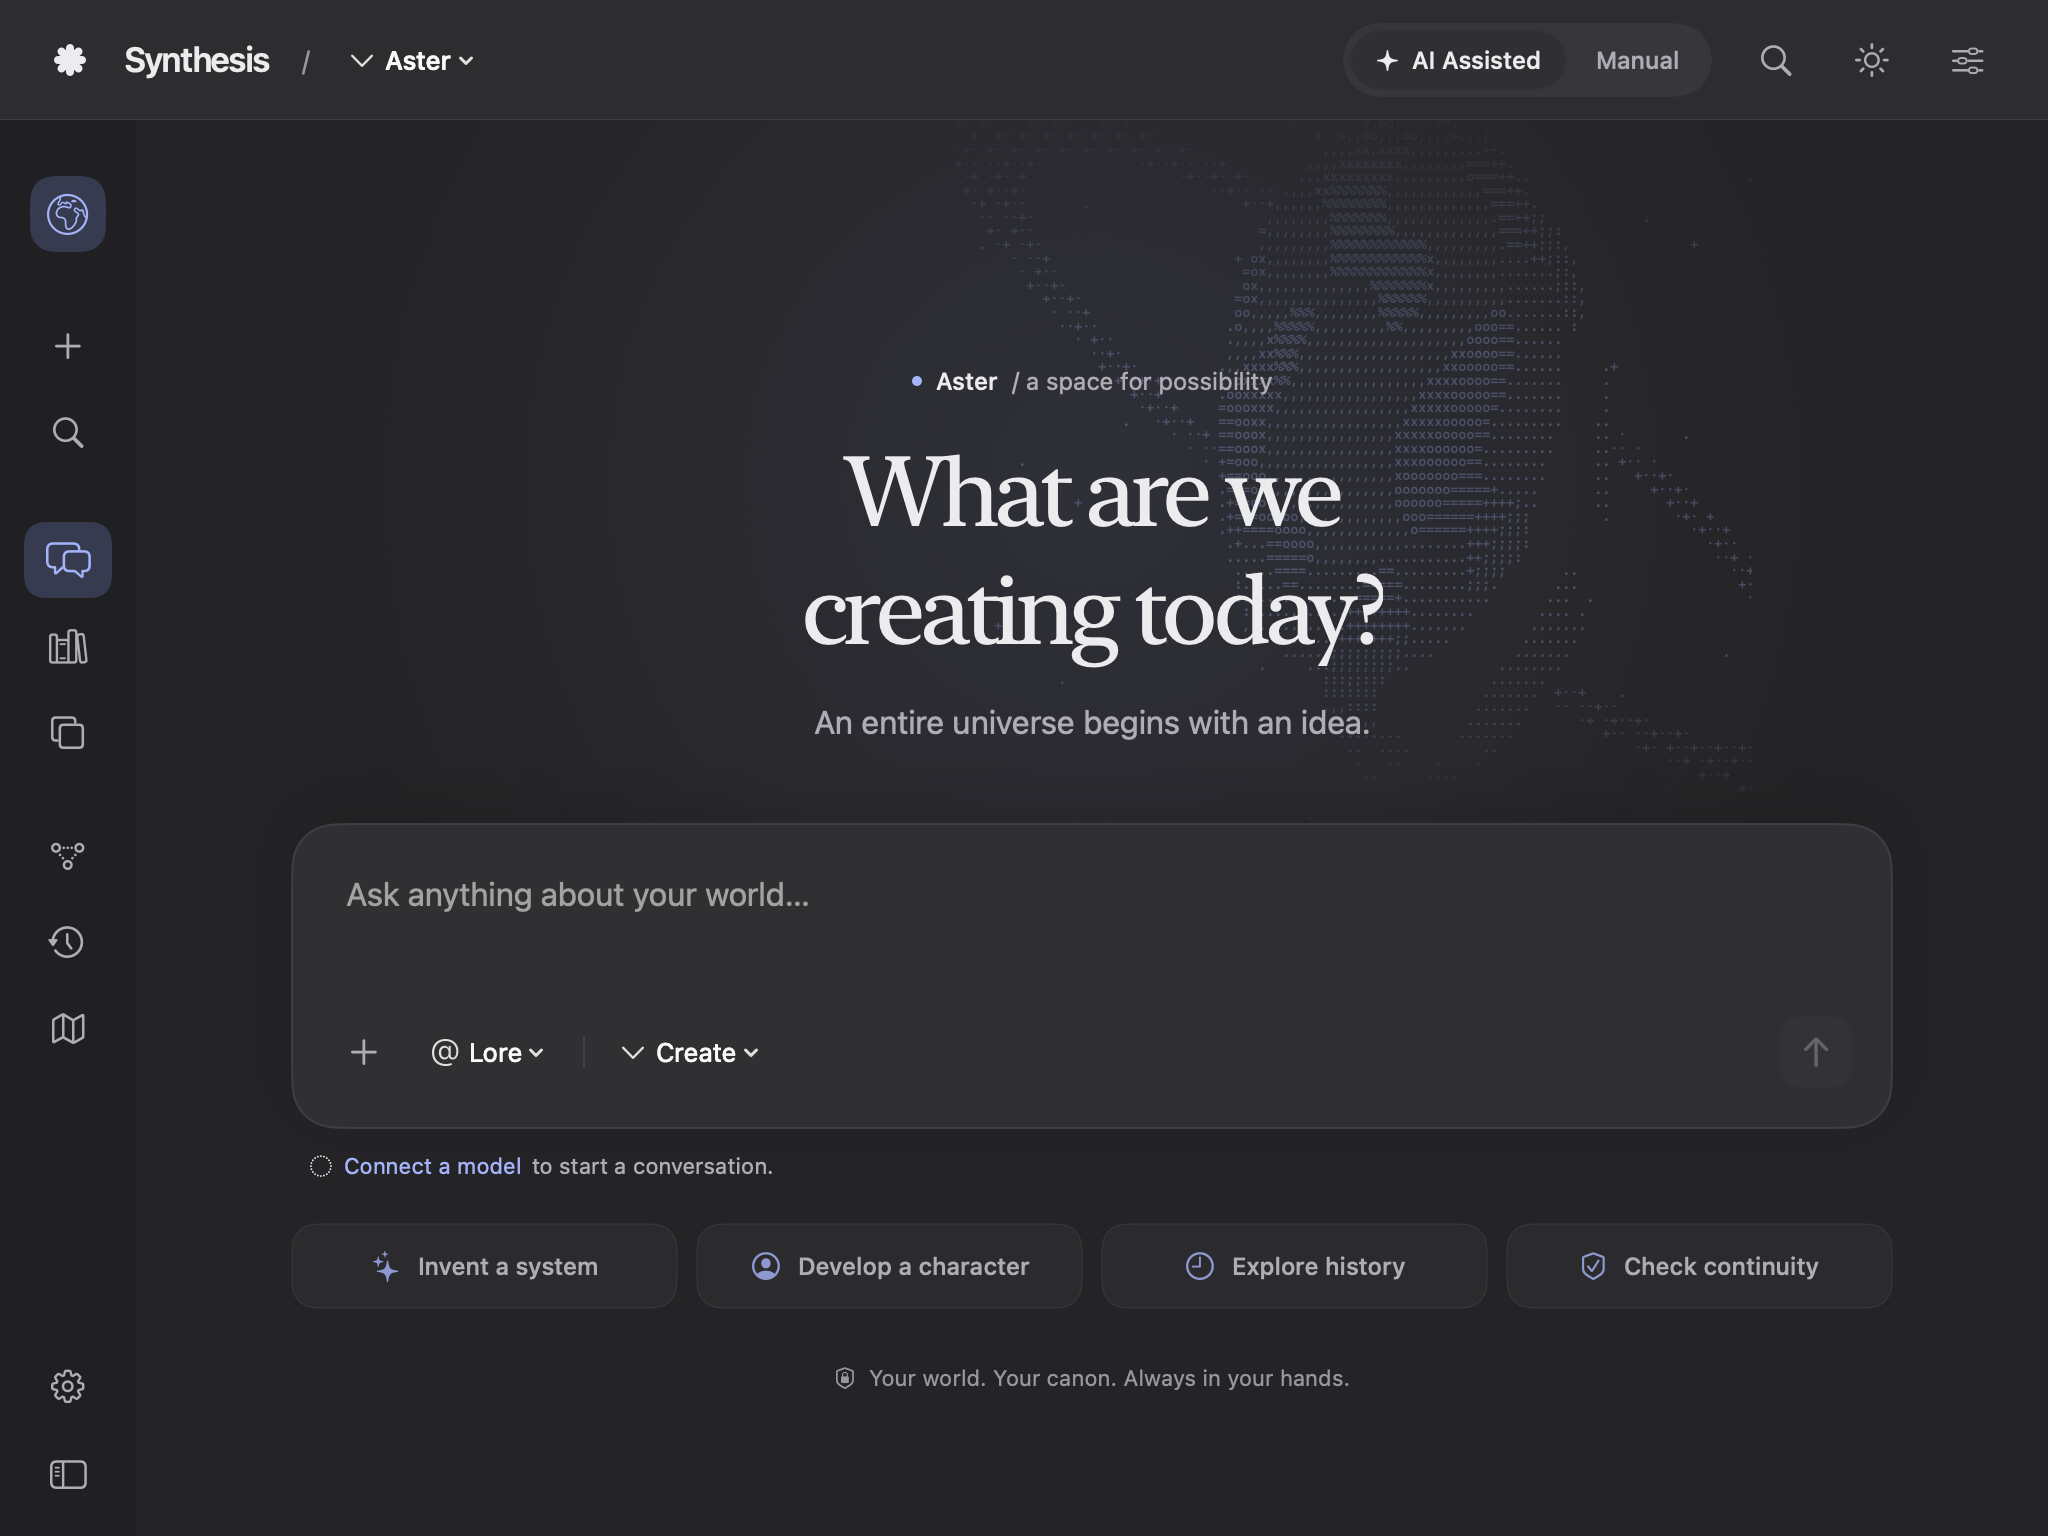 Synthesis / Aster
AI Assisted
Manual
Aster / a space for possibility
What are we
creating today?
An entire universe begins with an idea.
Ask anything about your world...
@ Lore
Create
Connect a model to start a conversation.
Invent a system
Develop a character
Explore history
Check continuity
Your world. Your canon. Always in your hands.